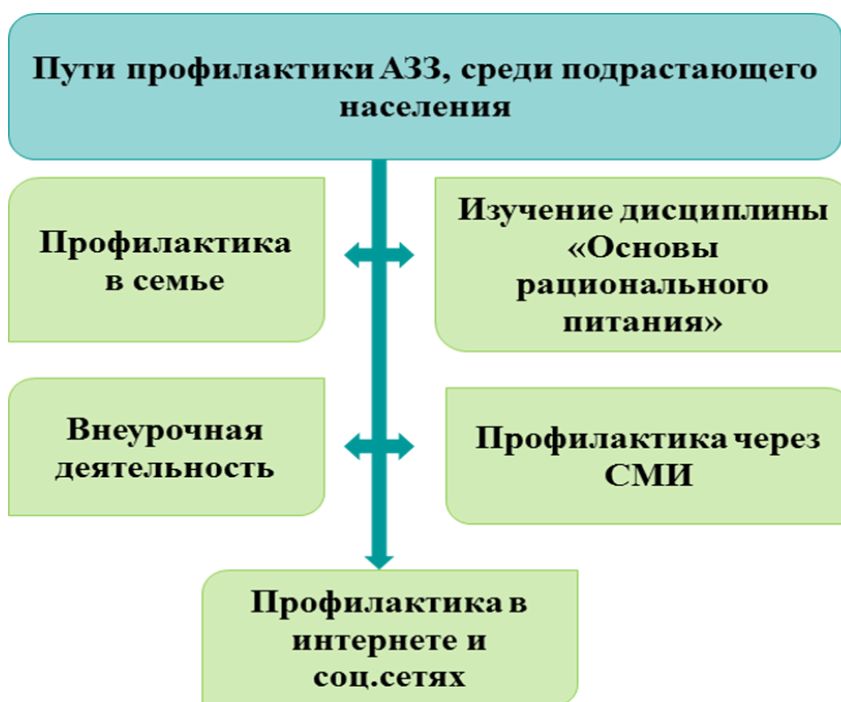 Пути профилактики АЗЗ, среди подрастающего
населения
Профилактика
в семье
Изучение дисциплины
«Основы
рационального
питания»
Внеурочная
деятельность
Профилактика через
СМИ
Профилактика в
интернете и
соц.сетях